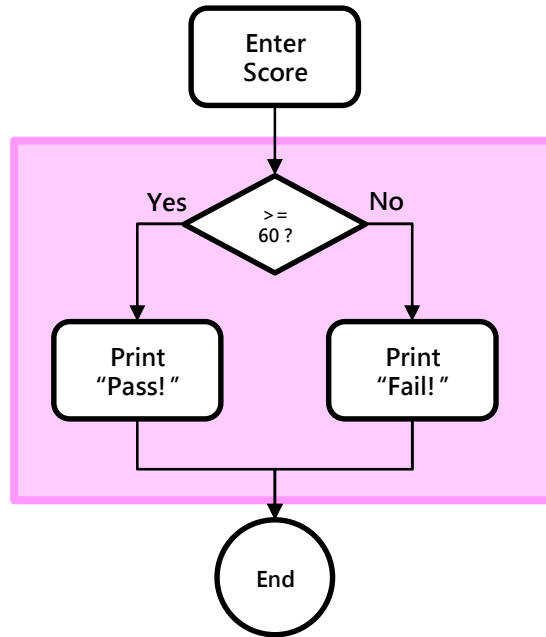 Enter
Score
Yes
No
>=
60 ?
Print
“Pass! ”
Print
“Fail! ”
End